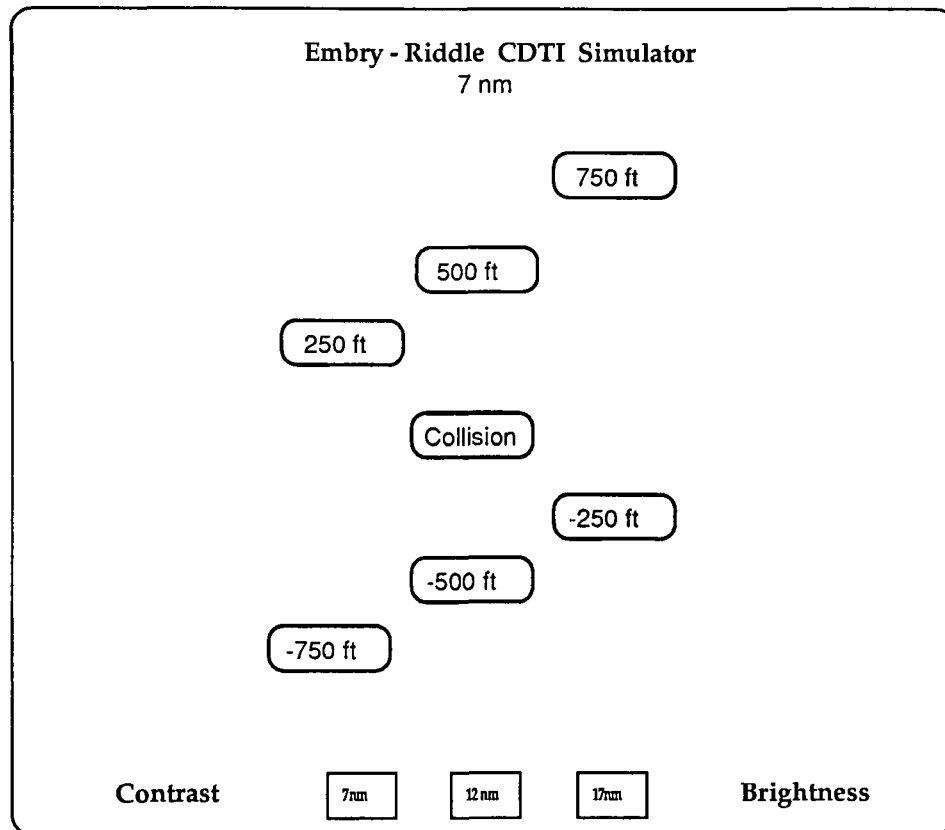 Embry - Riddle CDTI Simulator
7 nm
750 ft
500 ft
250 ft
Collision
-250 ft
-500 ft
-750 ft
Contrast 7nm 12nm 17nm Brightness